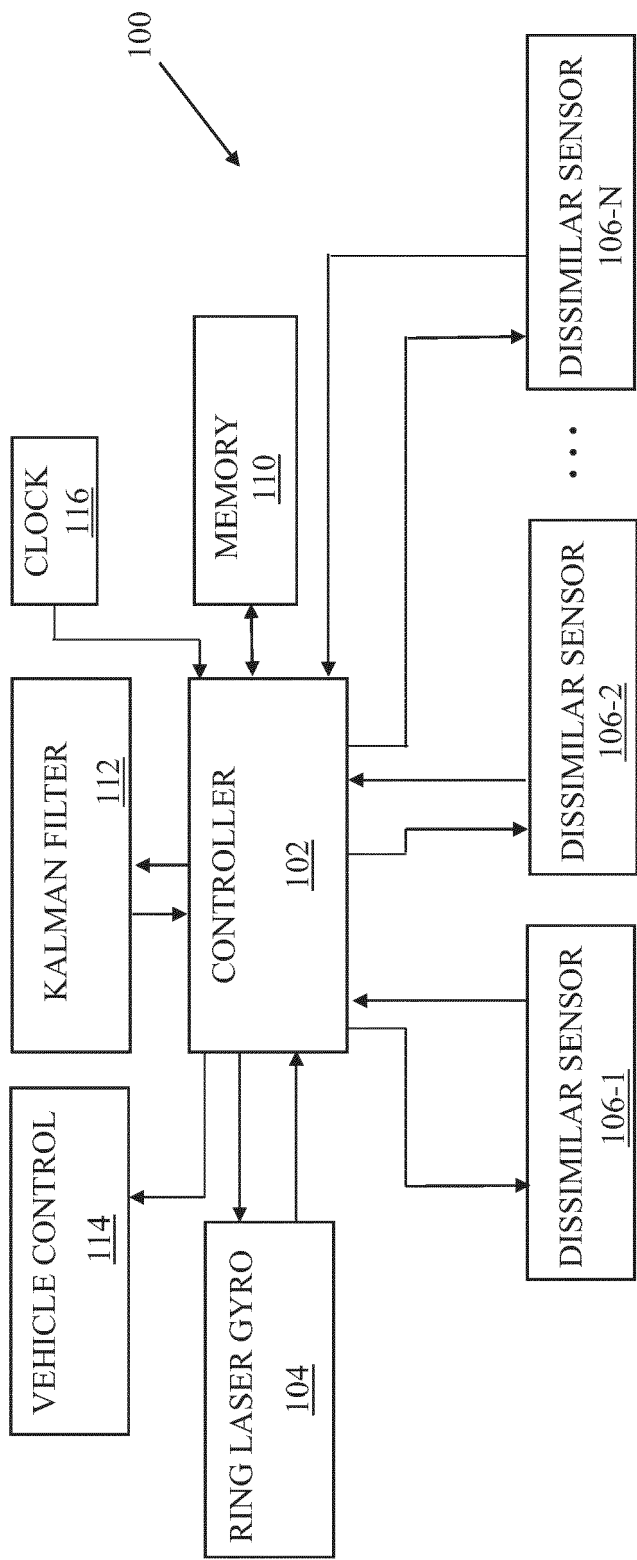 100
VEHICLE CONTROL
114
KALMAN FILTER
112
CLOCK
116
RING LASER GYRO
104
CONTROLLER
102
MEMORY
110
DISSIMILAR SENSOR
106-1
DISSIMILAR SENSOR
106-2
...
DISSIMILAR SENSOR
106-N